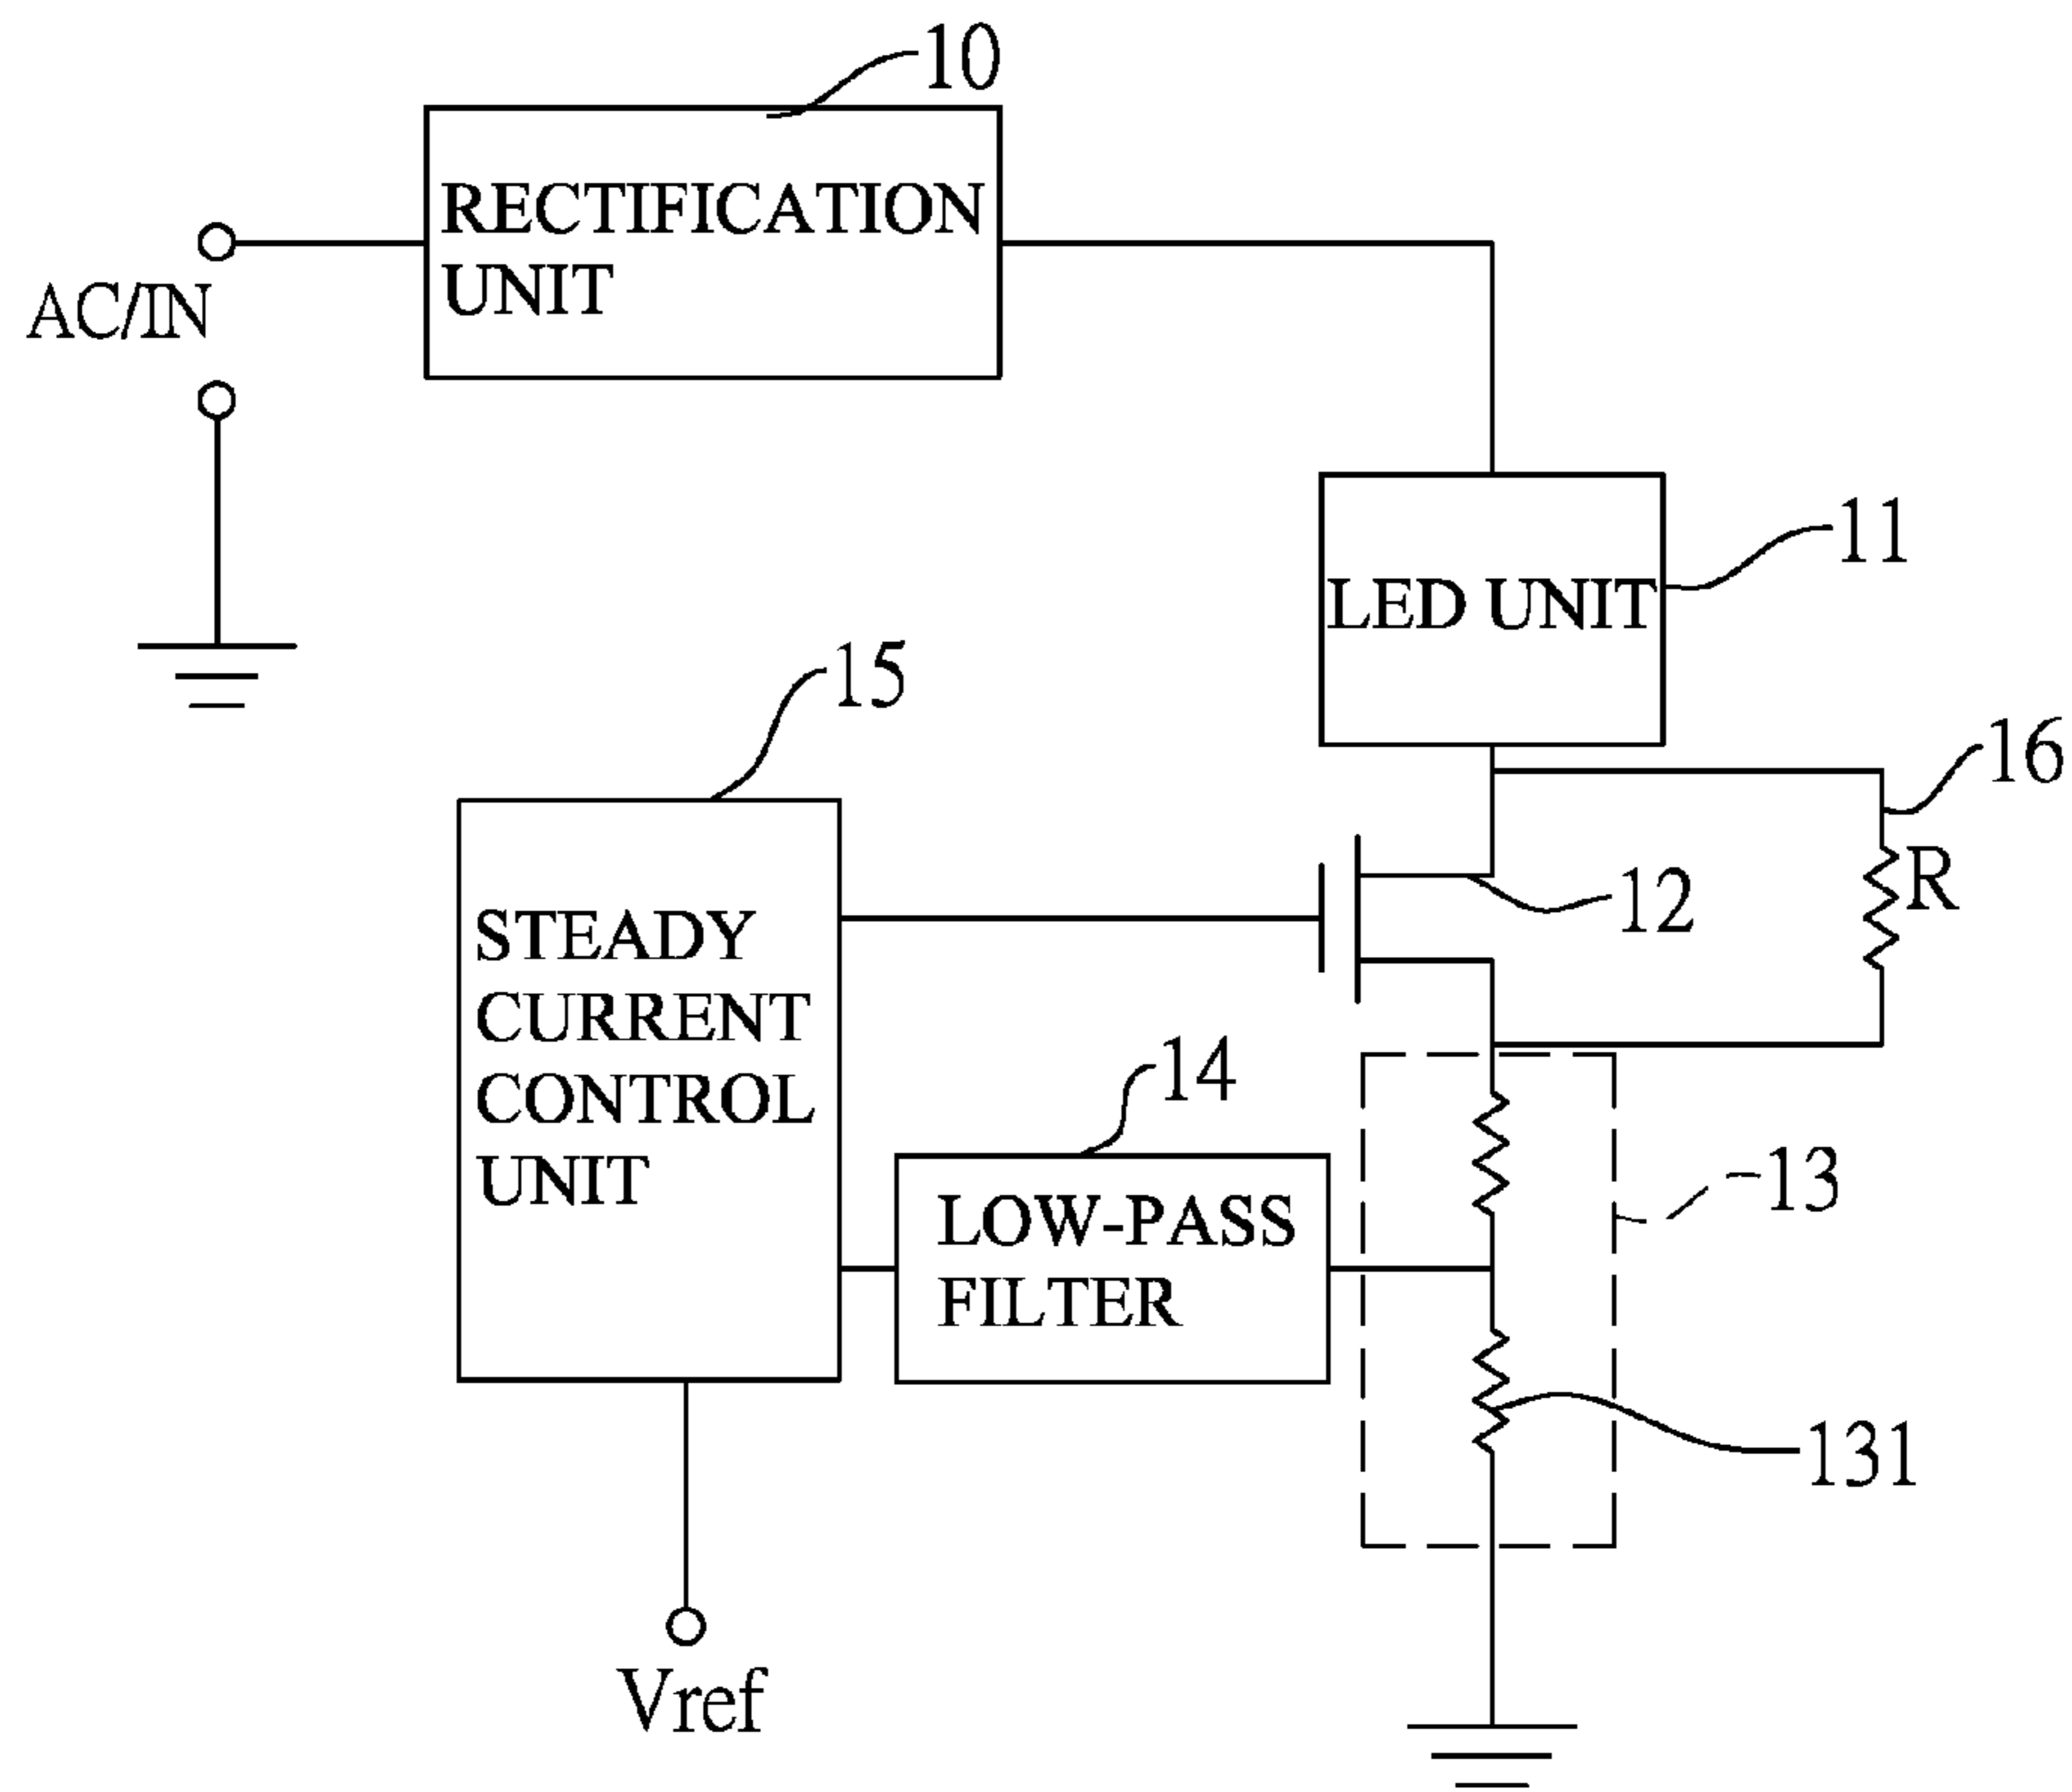 10
RECTIFICATION
UNIT
AC/IN
11
LED UNIT
15
16
R
12
STEADY
CURRENT
CONTROL
UNIT
14
LOW-PASS
FILTER
13
131
Vref